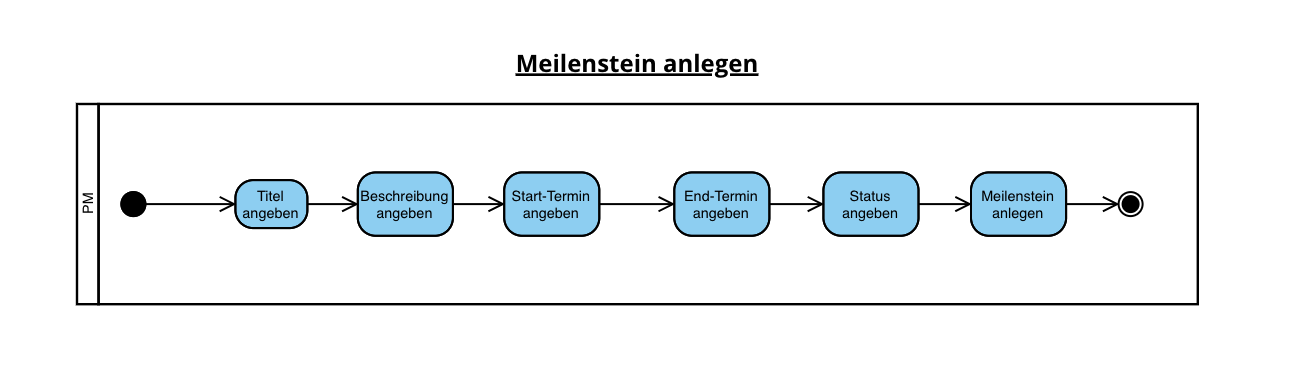 Meilenstein anlegen
PM
Titel
angeben
Beschreibung
angeben
Start-Termin
angeben
End-Termin
angeben
Status
angeben
Meilenstein
anlegen